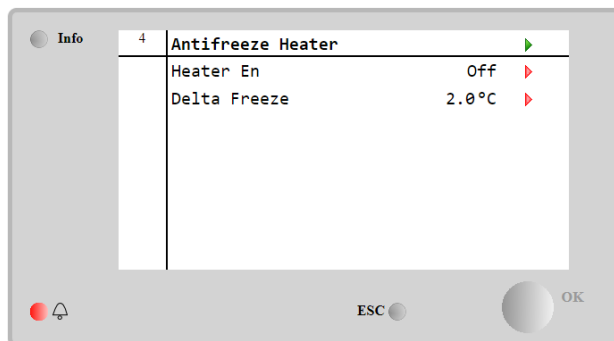 Info
4 Antifreeze Heater
Heater En Off
Delta Freeze 2.0°C
ESC
OK